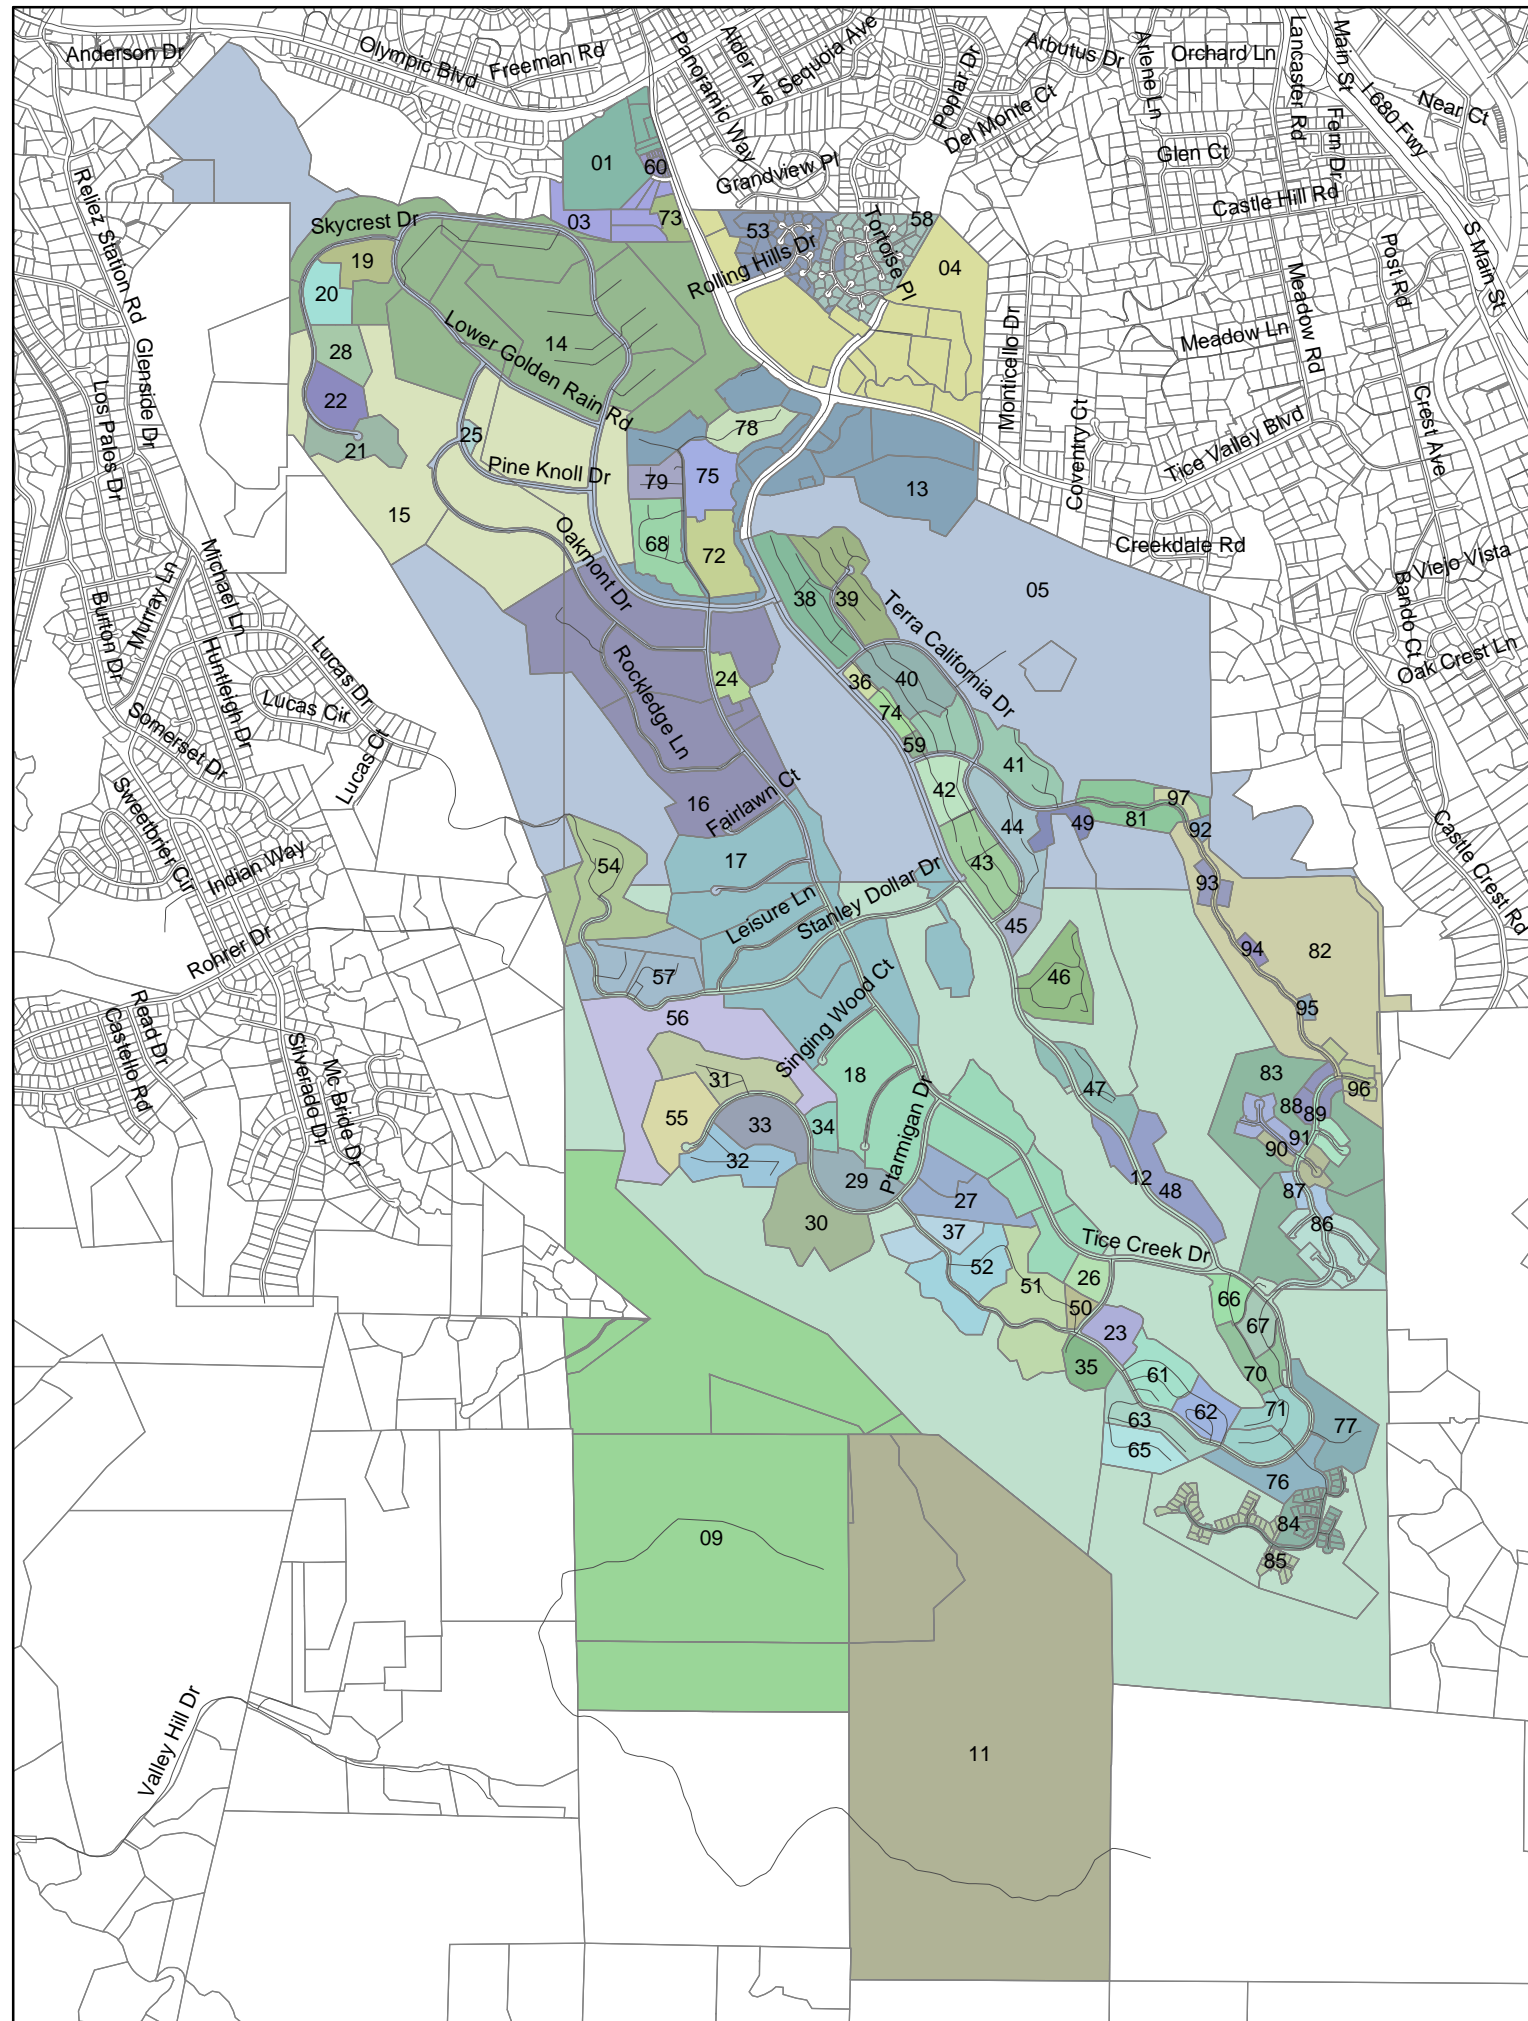 Anderson Dr
Olympic Blvd
Freeman Rd
Panoramic Way
Alder Ave
Sequoia Ave
Poplar Dr
Arbutus Dr
Arlene Ln
Orchard Ln
Lancaster Rd
Main St
I 680 Fwy
Near Ct
Del Monte Ct
Fern Dr
Glen Ct
Grandview Pl
Castle Hill Rd
01
60
Reliez Station Rd
Skycrest Dr
03
73
53
Rolling Hills Dr
Tortoise Pl
58
04
Post Rd
S Main St
19
20
Meadow Rd
Monticello Dr
Meadow Ln
Lower Golden Rain Rd
14
28
Glenside Dr
Los Palos Dr
22
21
25
78
Crest Ave
Coventry Ct
Tice Valley Blvd
Pine Knoll Dr
79
75
13
15
Oakmont Dr
68
72
Creekdale Rd
Viejo Vista
Michael Ln
Murray Ln
Burton Dr
38
39
Terra California Dr
05
Bando Ct
Oak Crest Ln
Huntleigh Dr
Lucas Dr
Lucas Cir
Rockledge Ln
24
36
40
74
59
Somerset Dr
Lucas Ct
41
42
Sweetbrier Cir
16
Fairlawn Ct
44
49
81
97
92
Castle Crest Rd
Indian Way
54
17
43
93
Leisure Ln
Stanley Dollar Dr
45
Rohrer Dr
57
46
94
82
Singing Wood Ct
95
Read Dr
Castello Rd
56
Silverado Dr
Mc Bride Dr
31
18
47
83
96
88
89
55
33
34
Ptarmigan Dr
91
90
32
29
27
12
48
87
30
37
86
Tice Creek Dr
52
51
26
50
66
67
23
35
61
70
62
71
77
63
65
76
84
85
09
Valley Hill Dr
11